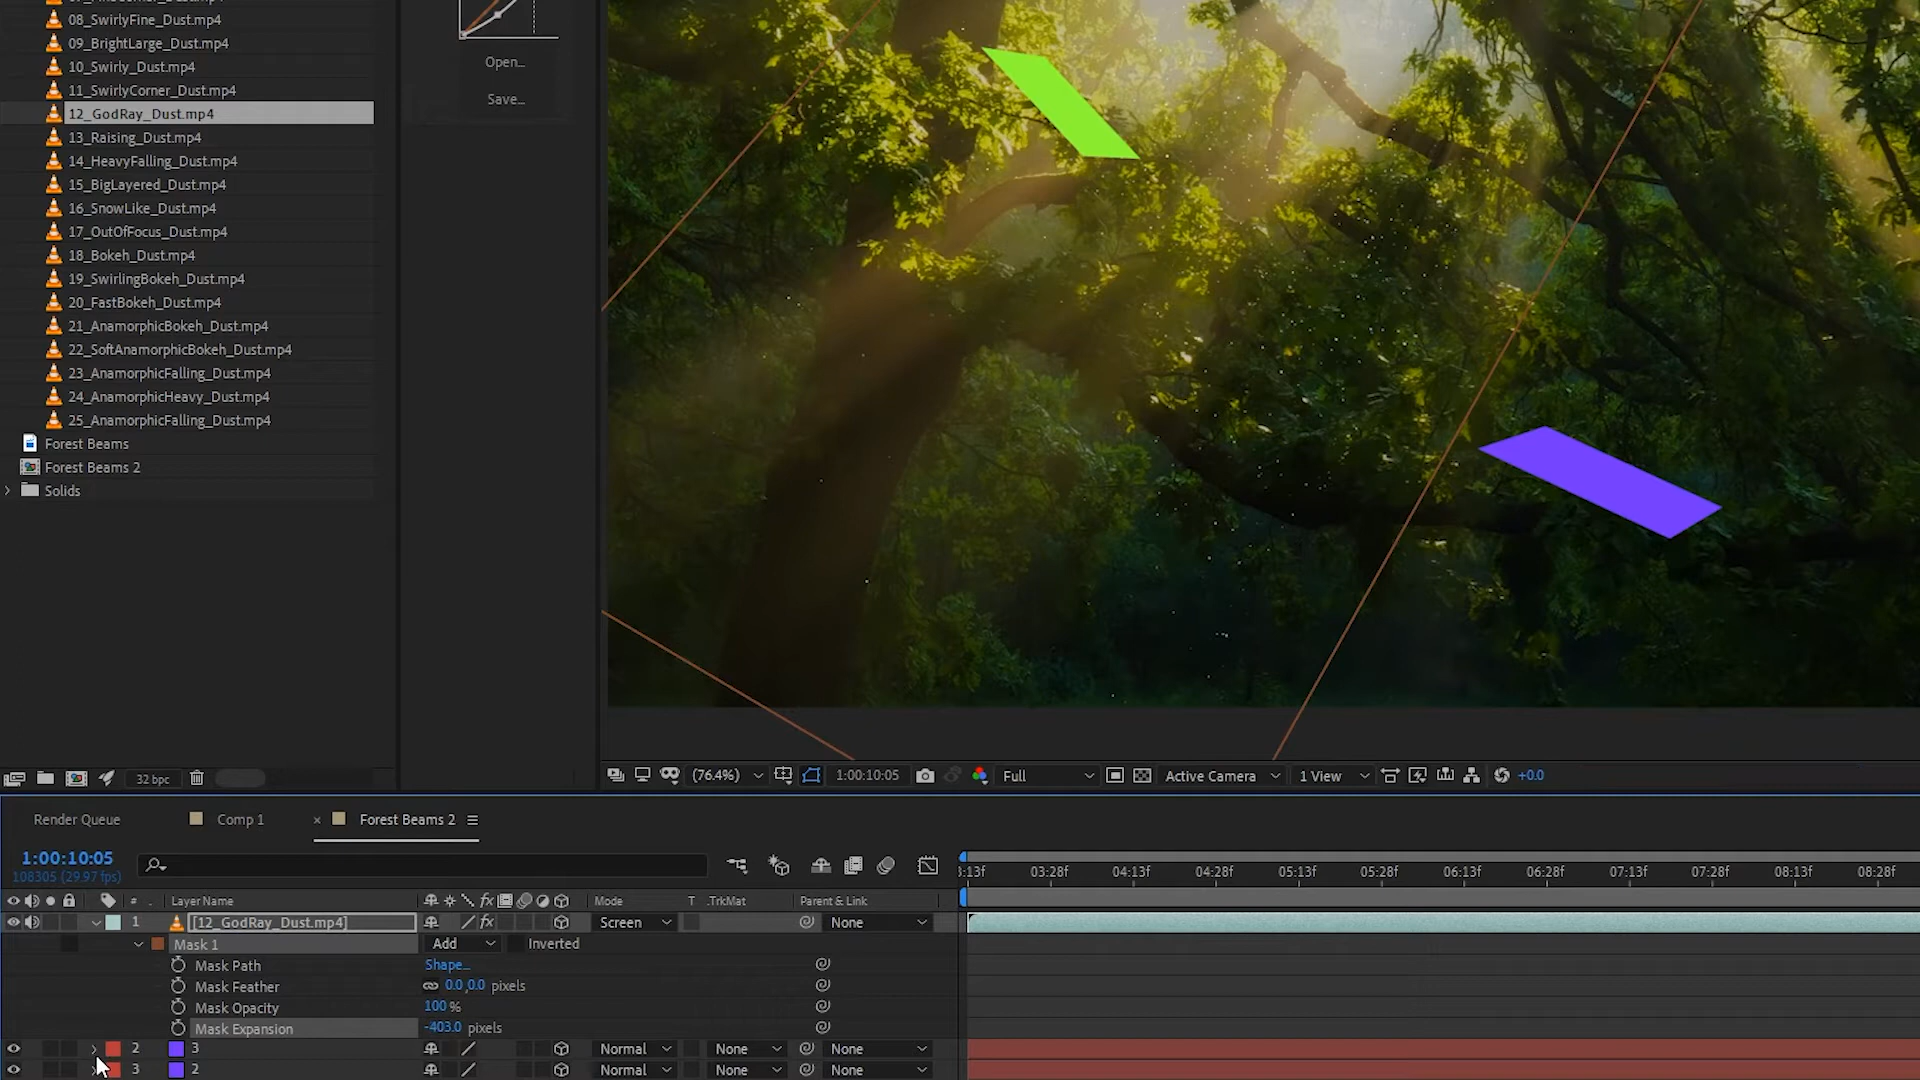 08_SwirlyFine_Dust.mp4
09_BrightLarge_Dust.mp4
10_Swirly_Dust.mp4
11_SwirlyCorner_Dust.mp4
12_GodRay_Dust.mp4
13_Raising_Dust.mp4
14_HeavyFalling_Dust.mp4
15_BigLayered_Dust.mp4
16_SnowLike_Dust.mp4
17_OutOfFocus_Dust.mp4
18_Bokeh_Dust.mp4
19_SwirlingBokeh_Dust.mp4
20_FastBokeh_Dust.mp4
21_AnamorphicBokeh_Dust.mp4
22_SoftAnamorphicBokeh_Dust.mp4
23_AnamorphicFalling_Dust.mp4
24_AnamorphicHeavy_Dust.mp4
25_AnamorphicFalling_Dust.mp4
Forest Beams
Forest Beams 2
Solids
Open...
Save...
32 bpc
(76.4%) 1:00:10:05 Full Active Camera 1 View +0.0
Render Queue Comp 1 × Forest Beams 2
1:00:10:05
108305 (29.97 fps)
3:13f 03:28f 04:13f 04:28f 05:13f 05:28f 06:13f 06:28f 07:13f 07:28f 08:13f 08:28f
# Layer Name fx Mode T .TrkMat Parent & Link
1 [12_GodRay_Dust.mp4] fx Screen None
Mask 1 Add Inverted
Mask Path Shape...
Mask Feather 0.0,0.0 pixels
Mask Opacity 100 %
Mask Expansion -403.0 pixels
2 3 Normal None None
3 2 Normal None None